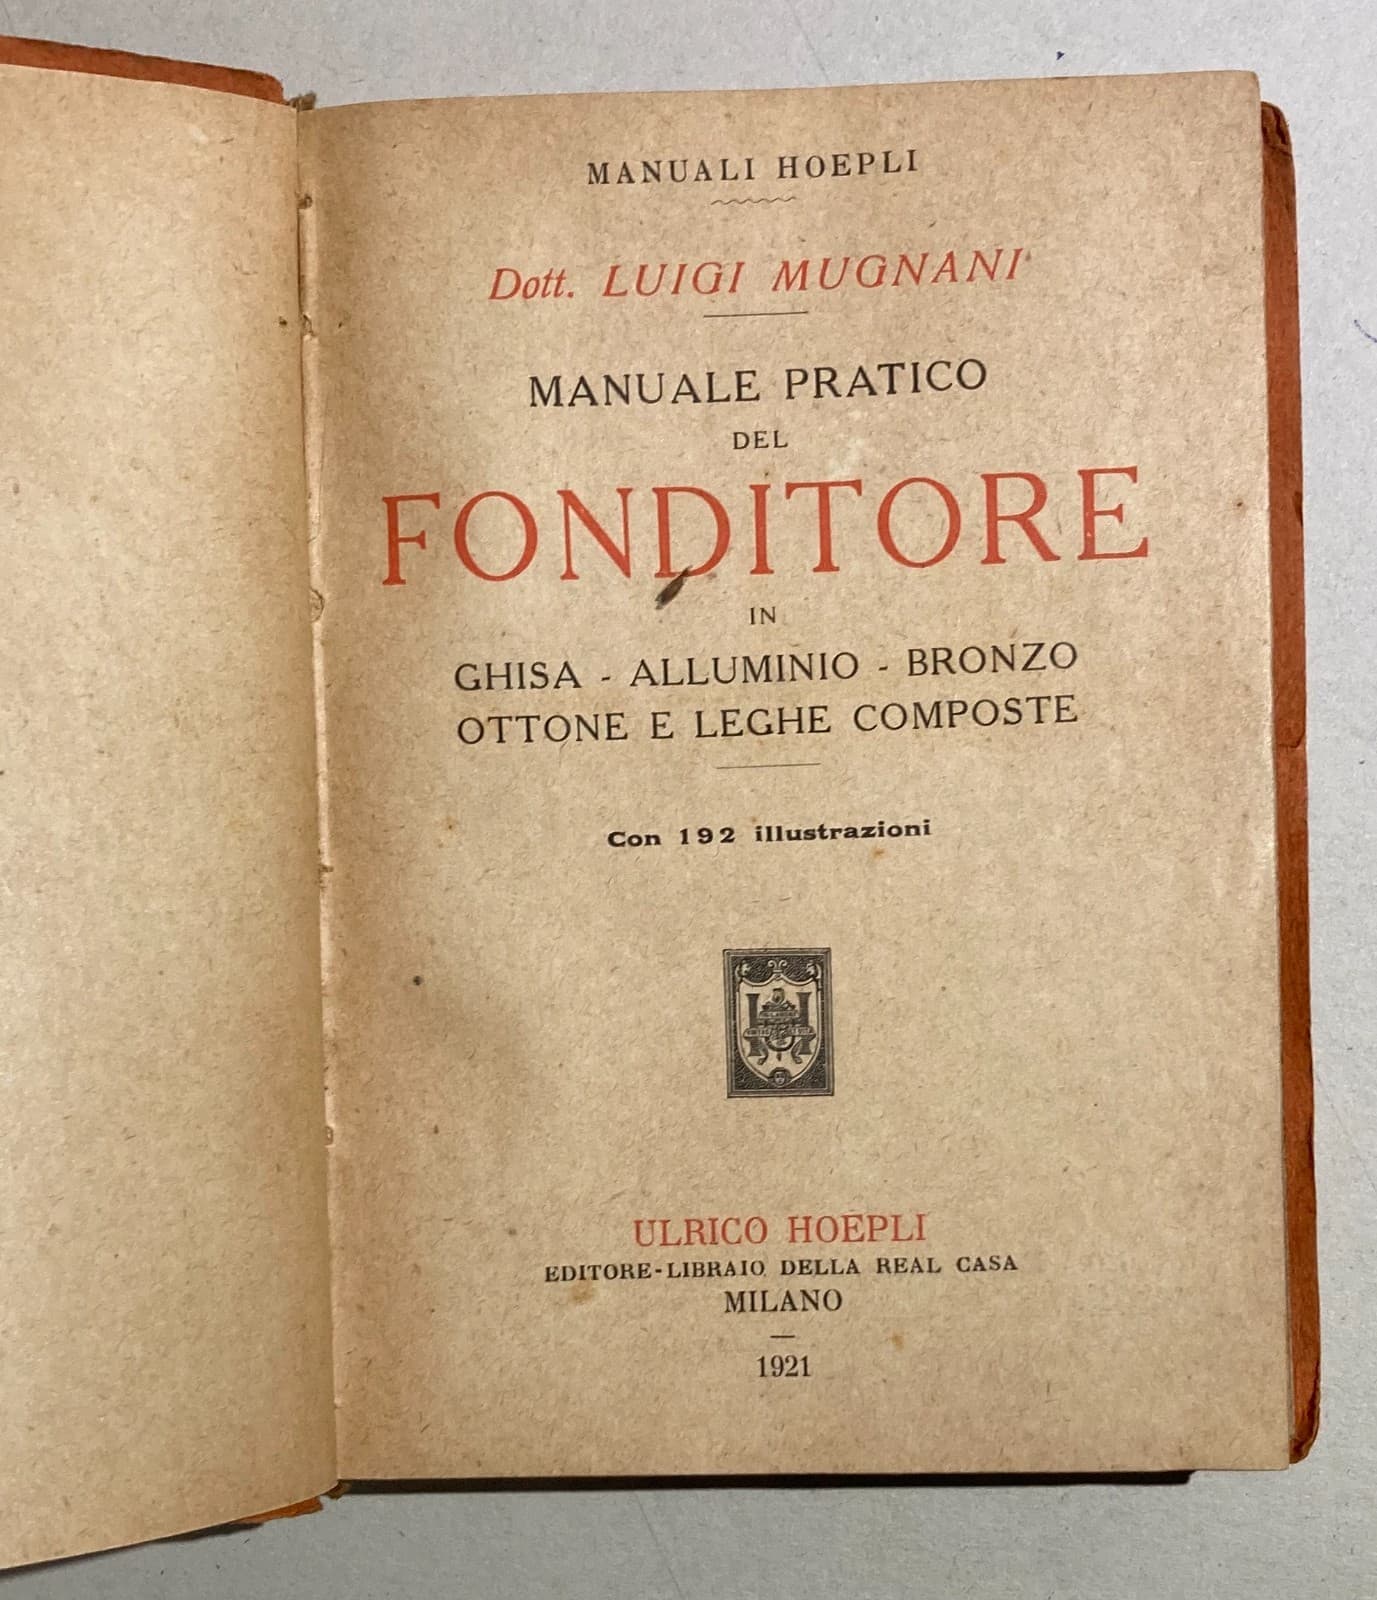 MANUALI HOEPLI
Dott. LUIGI MUGNANI
MANUALE PRATICO
DEL
FONDITORE
IN
GHISA - ALLUMINIO - BRONZO
OTTONE E LEGHE COMPOSTE
Con 192 illustrazioni
ULRICO HOEPLI
EDITORE-LIBRAIO DELLA REAL CASA
MILANO
1921